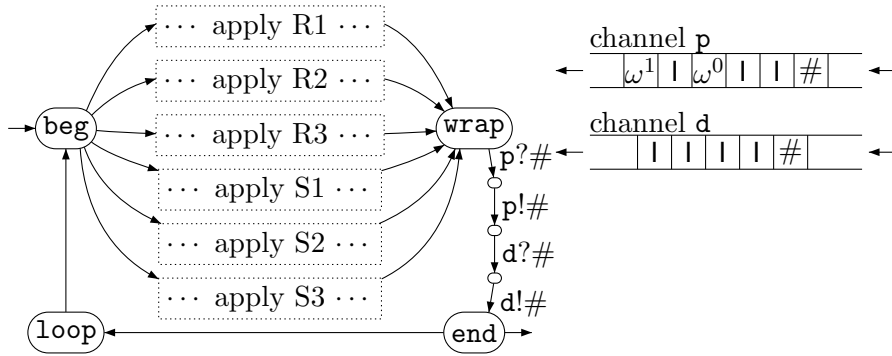 ··· apply R1 ···
··· apply R2 ···
··· apply R3 ···
··· apply S1 ···
··· apply S2 ···
··· apply S3 ···
beg
wrap
p?#
p!#
d?#
d!#
loop
end
channel p
ω¹ I ω⁰ I I #
channel d
I I I I #